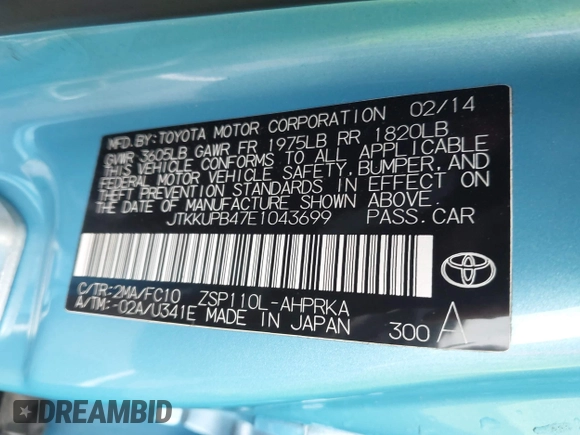 MFD.BY:TOYOTA MOTOR CORPORATION 02/14
GVWR 3605LB GAWR FR 1975LB RR 1820LB
THIS VEHICLE CONFORMS TO ALL APPLICABLE
FEDERAL MOTOR VEHICLE SAFETY,BUMPER,AND
THEFT PREVENTION STANDARDS IN EFFECT ON
THE DATE OF MANUFACTURE SHOWN ABOVE.
JTKKUPB47E1043699 PASS.CAR
C/TR:2MA/FC10 ZSP110L-AHPRKA
A/TM:-02A/U341E MADE IN JAPAN 300 A
TOYOTA
DREAMBID